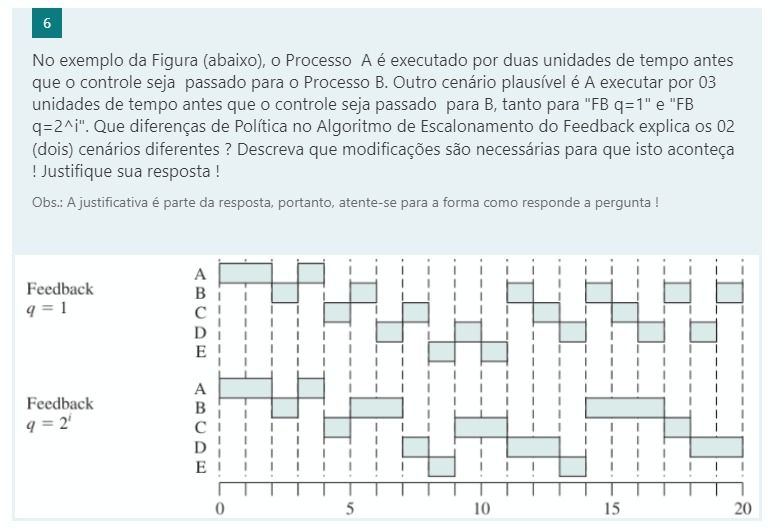 6
No exemplo da Figura (abaixo), o Processo A é executado por duas unidades de tempo antes
que o controle seja passado para o Processo B. Outro cenário plausível é A executar por 03
unidades de tempo antes que o controle seja passado para B, tanto para "FB q=1" e "FB
q=2^i". Que diferenças de Política no Algoritmo de Escalonamento do Feedback explica os 02
(dois) cenários diferentes ? Descreva que modificações são necessárias para que isto aconteça
! Justifique sua resposta !
Obs.: A justificativa é parte da resposta, portanto, atente-se para a forma como responde a pergunta !
Feedback
q = 1
A
B
C
D
E
Feedback
q = 2^i
A
B
C
D
E
0 5 10 15 20